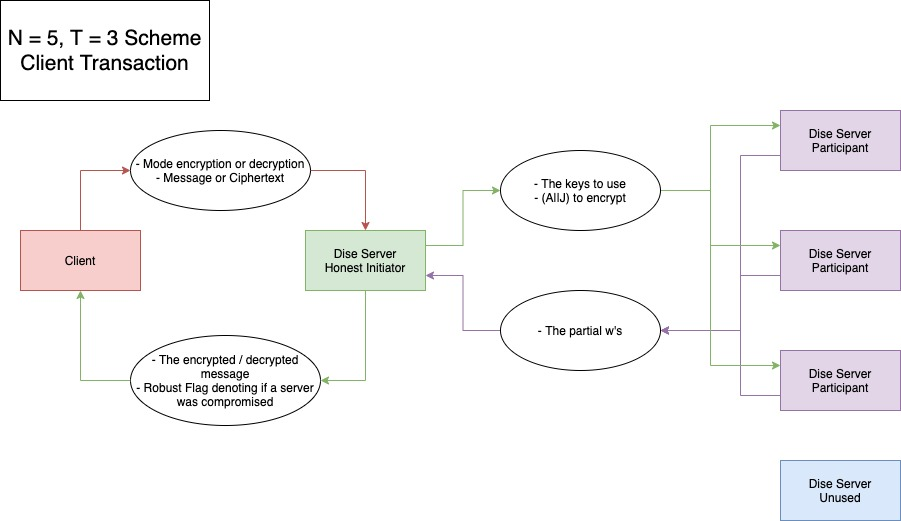 N = 5, T = 3 Scheme
Client Transaction
- Mode encryption or decryption
- Message or Ciphertext
Client
Dise Server
Honest Initiator
- The encrypted / decrypted
message
- Robust Flag denoting if a server
was compromised
- The keys to use
- (AllJ) to encrypt
- The partial w's
Dise Server
Participant
Dise Server
Participant
Dise Server
Participant
Dise Server
Unused